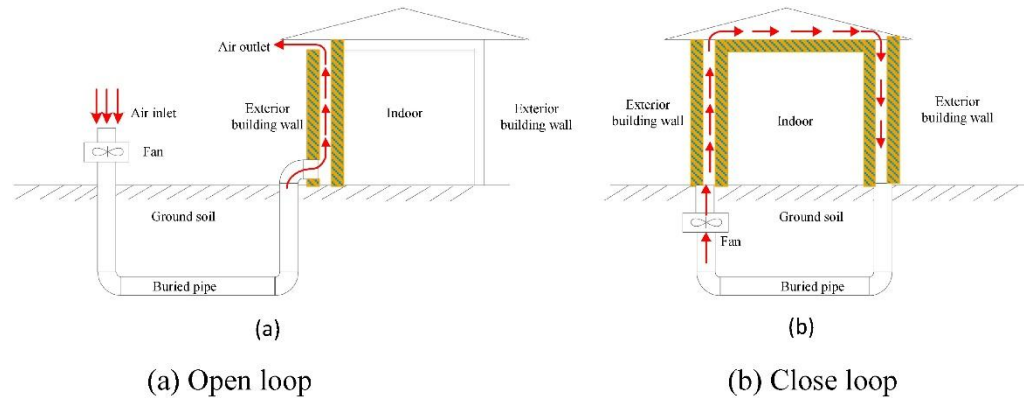 Air outlet
Air inlet
Fan
Exterior
building wall
Indoor
Exterior
building wall
Ground soil
Buried pipe
(a)
(a) Open loop
Exterior
building wall
Indoor
Exterior
building wall
Ground soil
Fan
Buried pipe
(b)
(b) Close loop